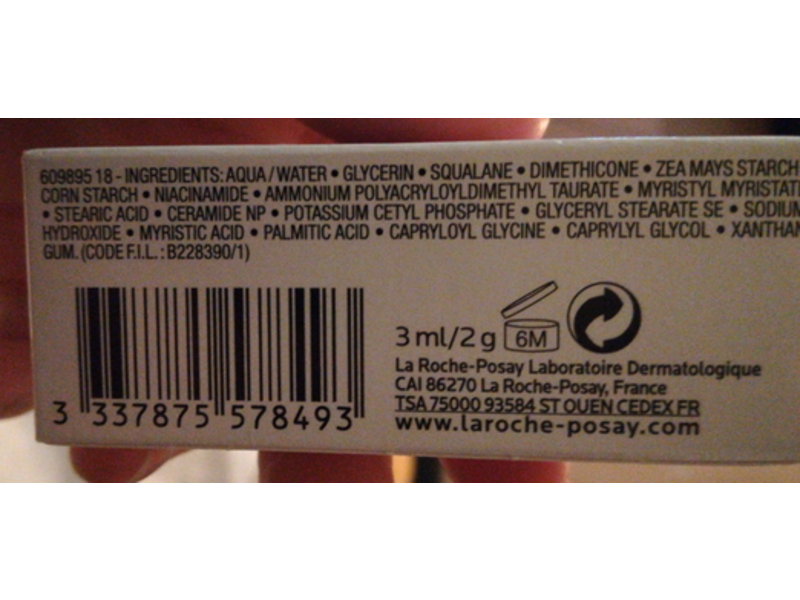 609895 18 - INGREDIENTS: AQUA / WATER • GLYCERIN • SQUALANE • DIMETHICONE • ZEA MAYS STARCH
CORN STARCH • NIACINAMIDE • AMMONIUM POLYACRYLOYLDIMETHYL TAURATE • MYRISTYL MYRISTAT
• STEARIC ACID • CERAMIDE NP • POTASSIUM CETYL PHOSPHATE • GLYCERYL STEARATE SE • SODIUM
HYDROXIDE • MYRISTIC ACID • PALMITIC ACID • CAPRYLOYL GLYCINE • CAPRYLYL GLYCOL • XANTHAN
GUM. (CODE F.I.L. : B228390/1)
3 ml/2 g 6M
La Roche-Posay Laboratoire Dermatologique
CAI 86270 La Roche-Posay, France
TSA 75000 93584 ST OUEN CEDEX FR
www.laroche-posay.com
3 337875 578493